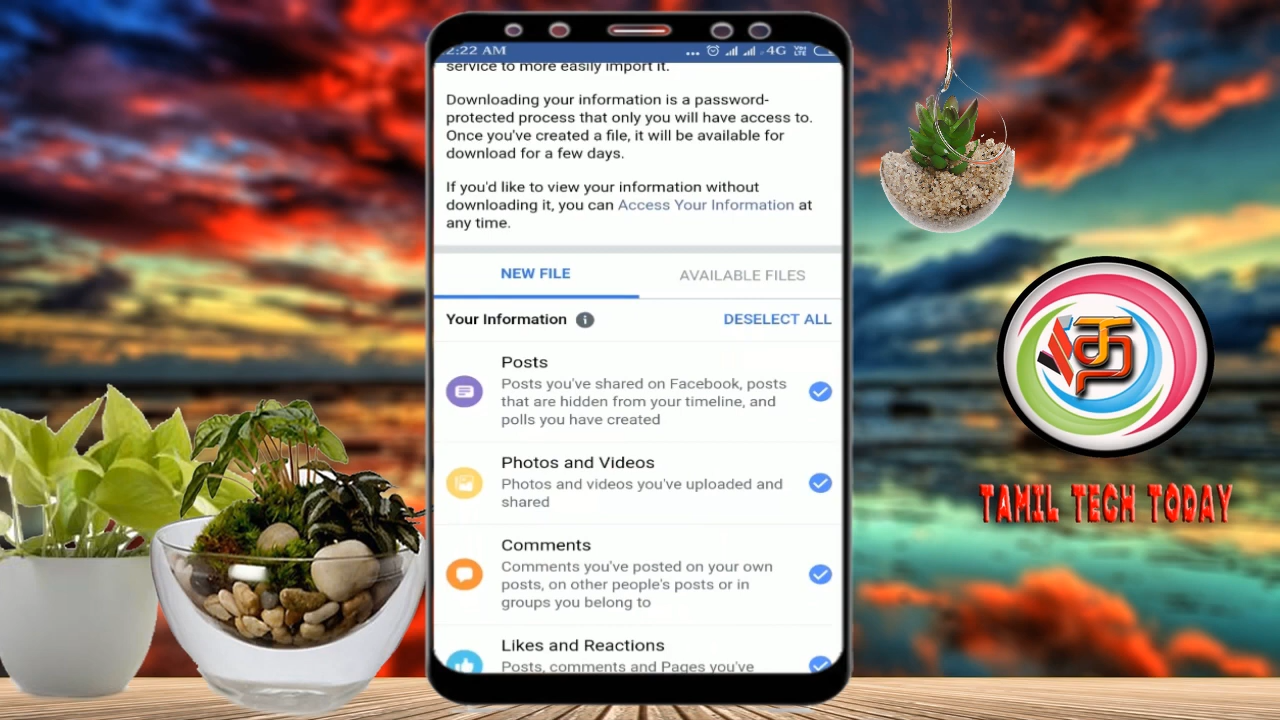 2:22 AM
4G
VoLTE
service to more easily import it.
Downloading your information is a password-
protected process that only you will have access to.
Once you've created a file, it will be available for
download for a few days.
If you'd like to view your information without
downloading it, you can Access Your Information at
any time.
NEW FILE
AVAILABLE FILES
Your Information
DESELECT ALL
Posts
Posts you've shared on Facebook, posts
that are hidden from your timeline, and
polls you have created
Photos and Videos
Photos and videos you've uploaded and
shared
Comments
Comments you've posted on your own
posts, on other people's posts or in
groups you belong to
Likes and Reactions
Posts, comments and Pages you've
TAMIL TECH TODAY